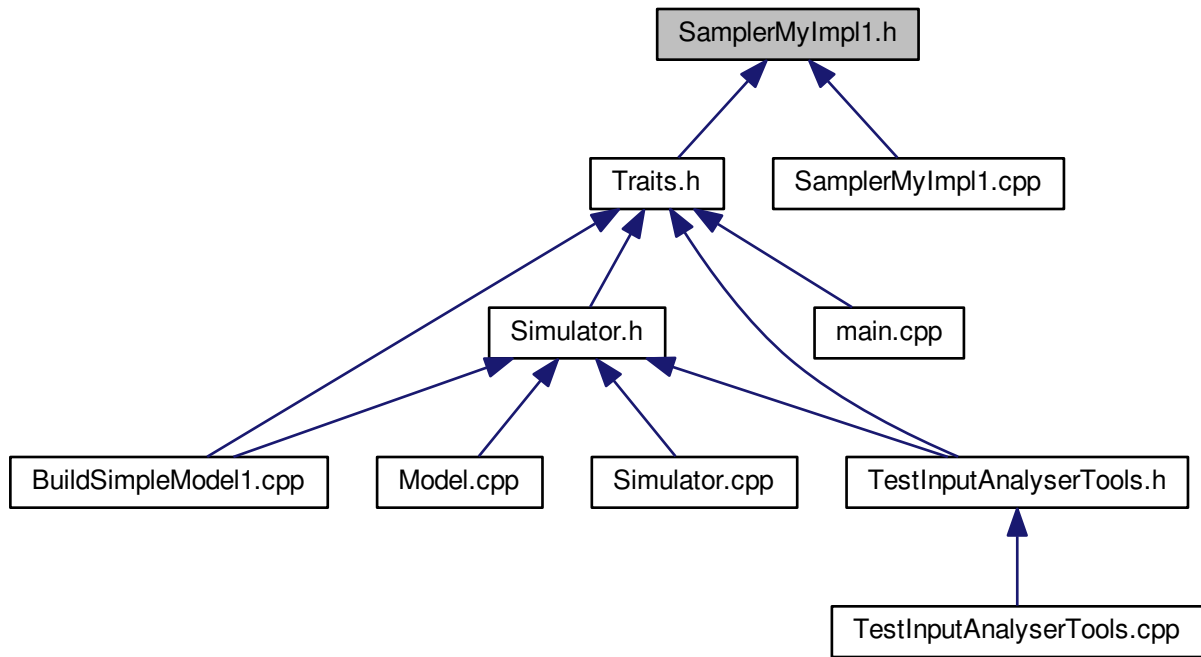 SamplerMyImpl1.h
Traits.h
SamplerMyImpl1.cpp
Simulator.h
main.cpp
BuildSimpleModel1.cpp
Model.cpp
Simulator.cpp
TestInputAnalyserTools.h
TestInputAnalyserTools.cpp